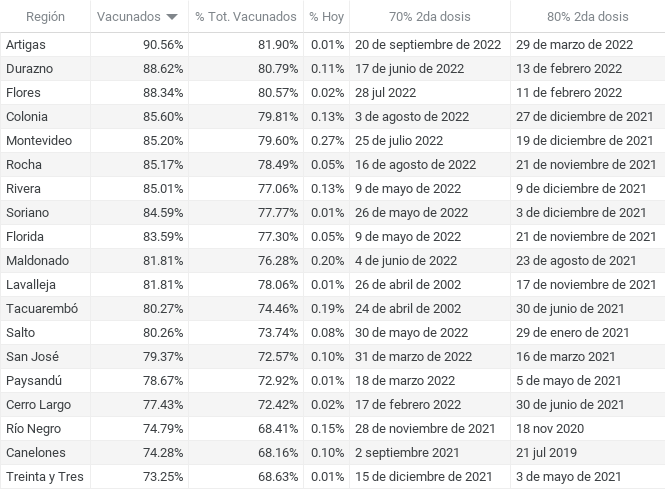 Región Vacunados % Tot. Vacunados % Hoy 70% 2da dosis 80% 2da dosis
Artigas 90.56% 81.90% 0.01% 20 de septiembre de 2022 29 de marzo de 2022
Durazno 88.62% 80.79% 0.11% 17 de junio de 2022 13 de febrero 2022
Flores 88.34% 80.57% 0.02% 28 jul 2022 11 de febrero de 2022
Colonia 85.60% 79.81% 0.13% 3 de agosto de 2022 27 de diciembre de 2021
Montevideo 85.20% 79.60% 0.27% 25 de julio 2022 19 de diciembre de 2021
Rocha 85.17% 78.49% 0.05% 16 de agosto de 2022 21 de noviembre de 2021
Rivera 85.01% 77.06% 0.13% 9 de mayo de 2022 9 de diciembre de 2021
Soriano 84.59% 77.77% 0.01% 26 de mayo de 2022 3 de diciembre de 2021
Florida 83.59% 77.30% 0.05% 9 de mayo de 2022 21 de noviembre de 2021
Maldonado 81.81% 76.28% 0.20% 4 de junio de 2022 23 de agosto de 2021
Lavalleja 81.81% 78.06% 0.01% 26 de abril de 2002 17 de noviembre de 2021
Tacuarembó 80.27% 74.46% 0.19% 24 de abril de 2002 30 de junio de 2021
Salto 80.26% 73.74% 0.08% 30 de mayo de 2022 29 de enero de 2021
San José 79.37% 72.57% 0.10% 31 de marzo de 2022 16 de marzo 2021
Paysandú 78.67% 72.92% 0.01% 18 de marzo 2022 5 de mayo de 2021
Cerro Largo 77.43% 72.42% 0.02% 17 de febrero 2022 30 de junio de 2021
Río Negro 74.79% 68.41% 0.15% 28 de noviembre de 2021 18 nov 2020
Canelones 74.28% 68.16% 0.10% 2 septiembre 2021 21 jul 2019
Treinta y Tres 73.25% 68.63% 0.01% 15 de diciembre de 2021 3 de mayo de 2021